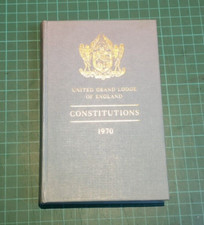 UNITED GRAND LODGE
OF ENGLAND
CONSTITUTIONS
1970